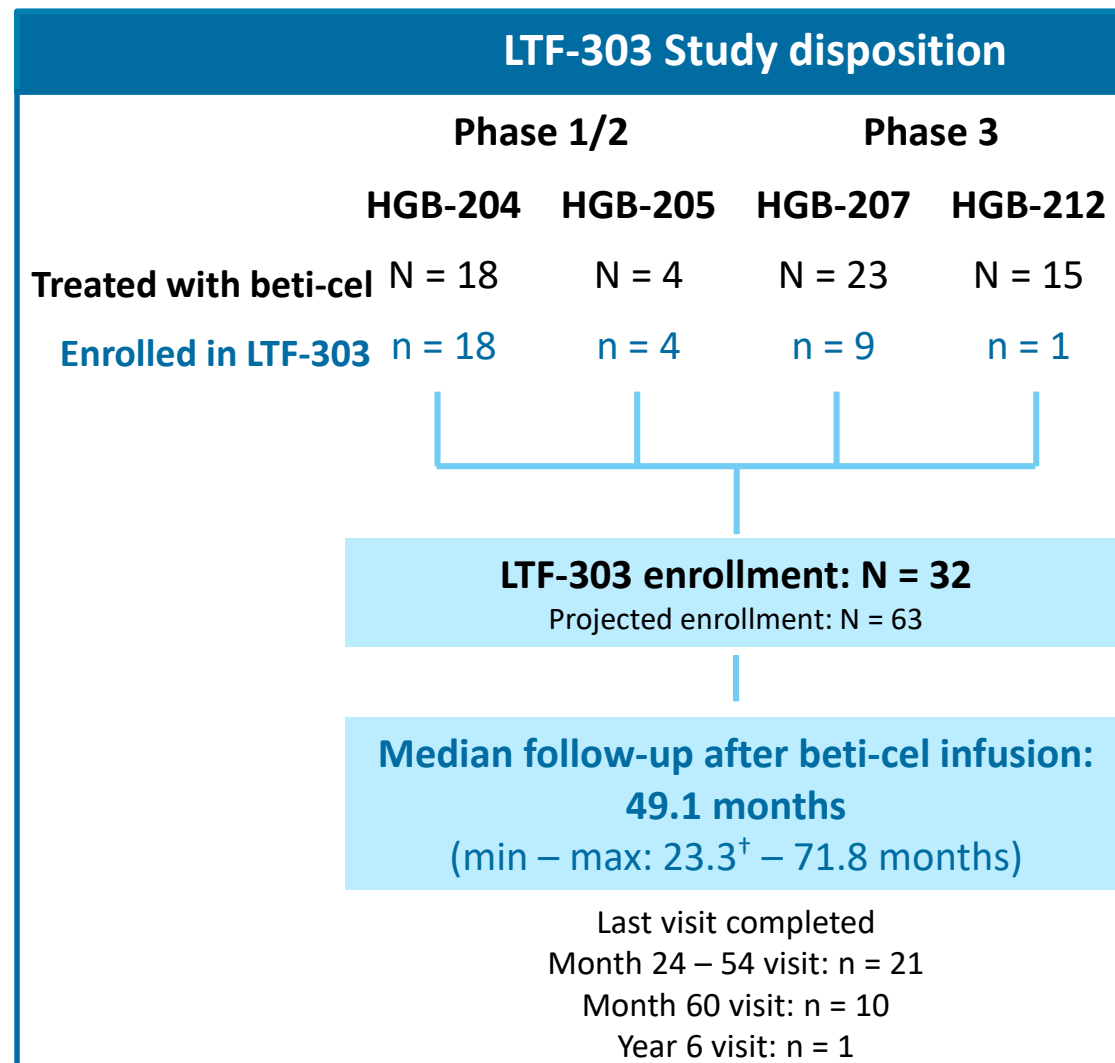 LTF-303 Study disposition
Phase 1/2 Phase 3
HGB-204 HGB-205 HGB-207 HGB-212
Treated with beti-cel N = 18 N = 4 N = 23 N = 15
Enrolled in LTF-303 n = 18 n = 4 n = 9 n = 1
LTF-303 enrollment: N = 32
Projected enrollment: N = 63
Median follow-up after beti-cel infusion:
49.1 months
(min – max: 23.3† – 71.8 months)
Last visit completed
Month 24 – 54 visit: n = 21
Month 60 visit: n = 10
Year 6 visit: n = 1